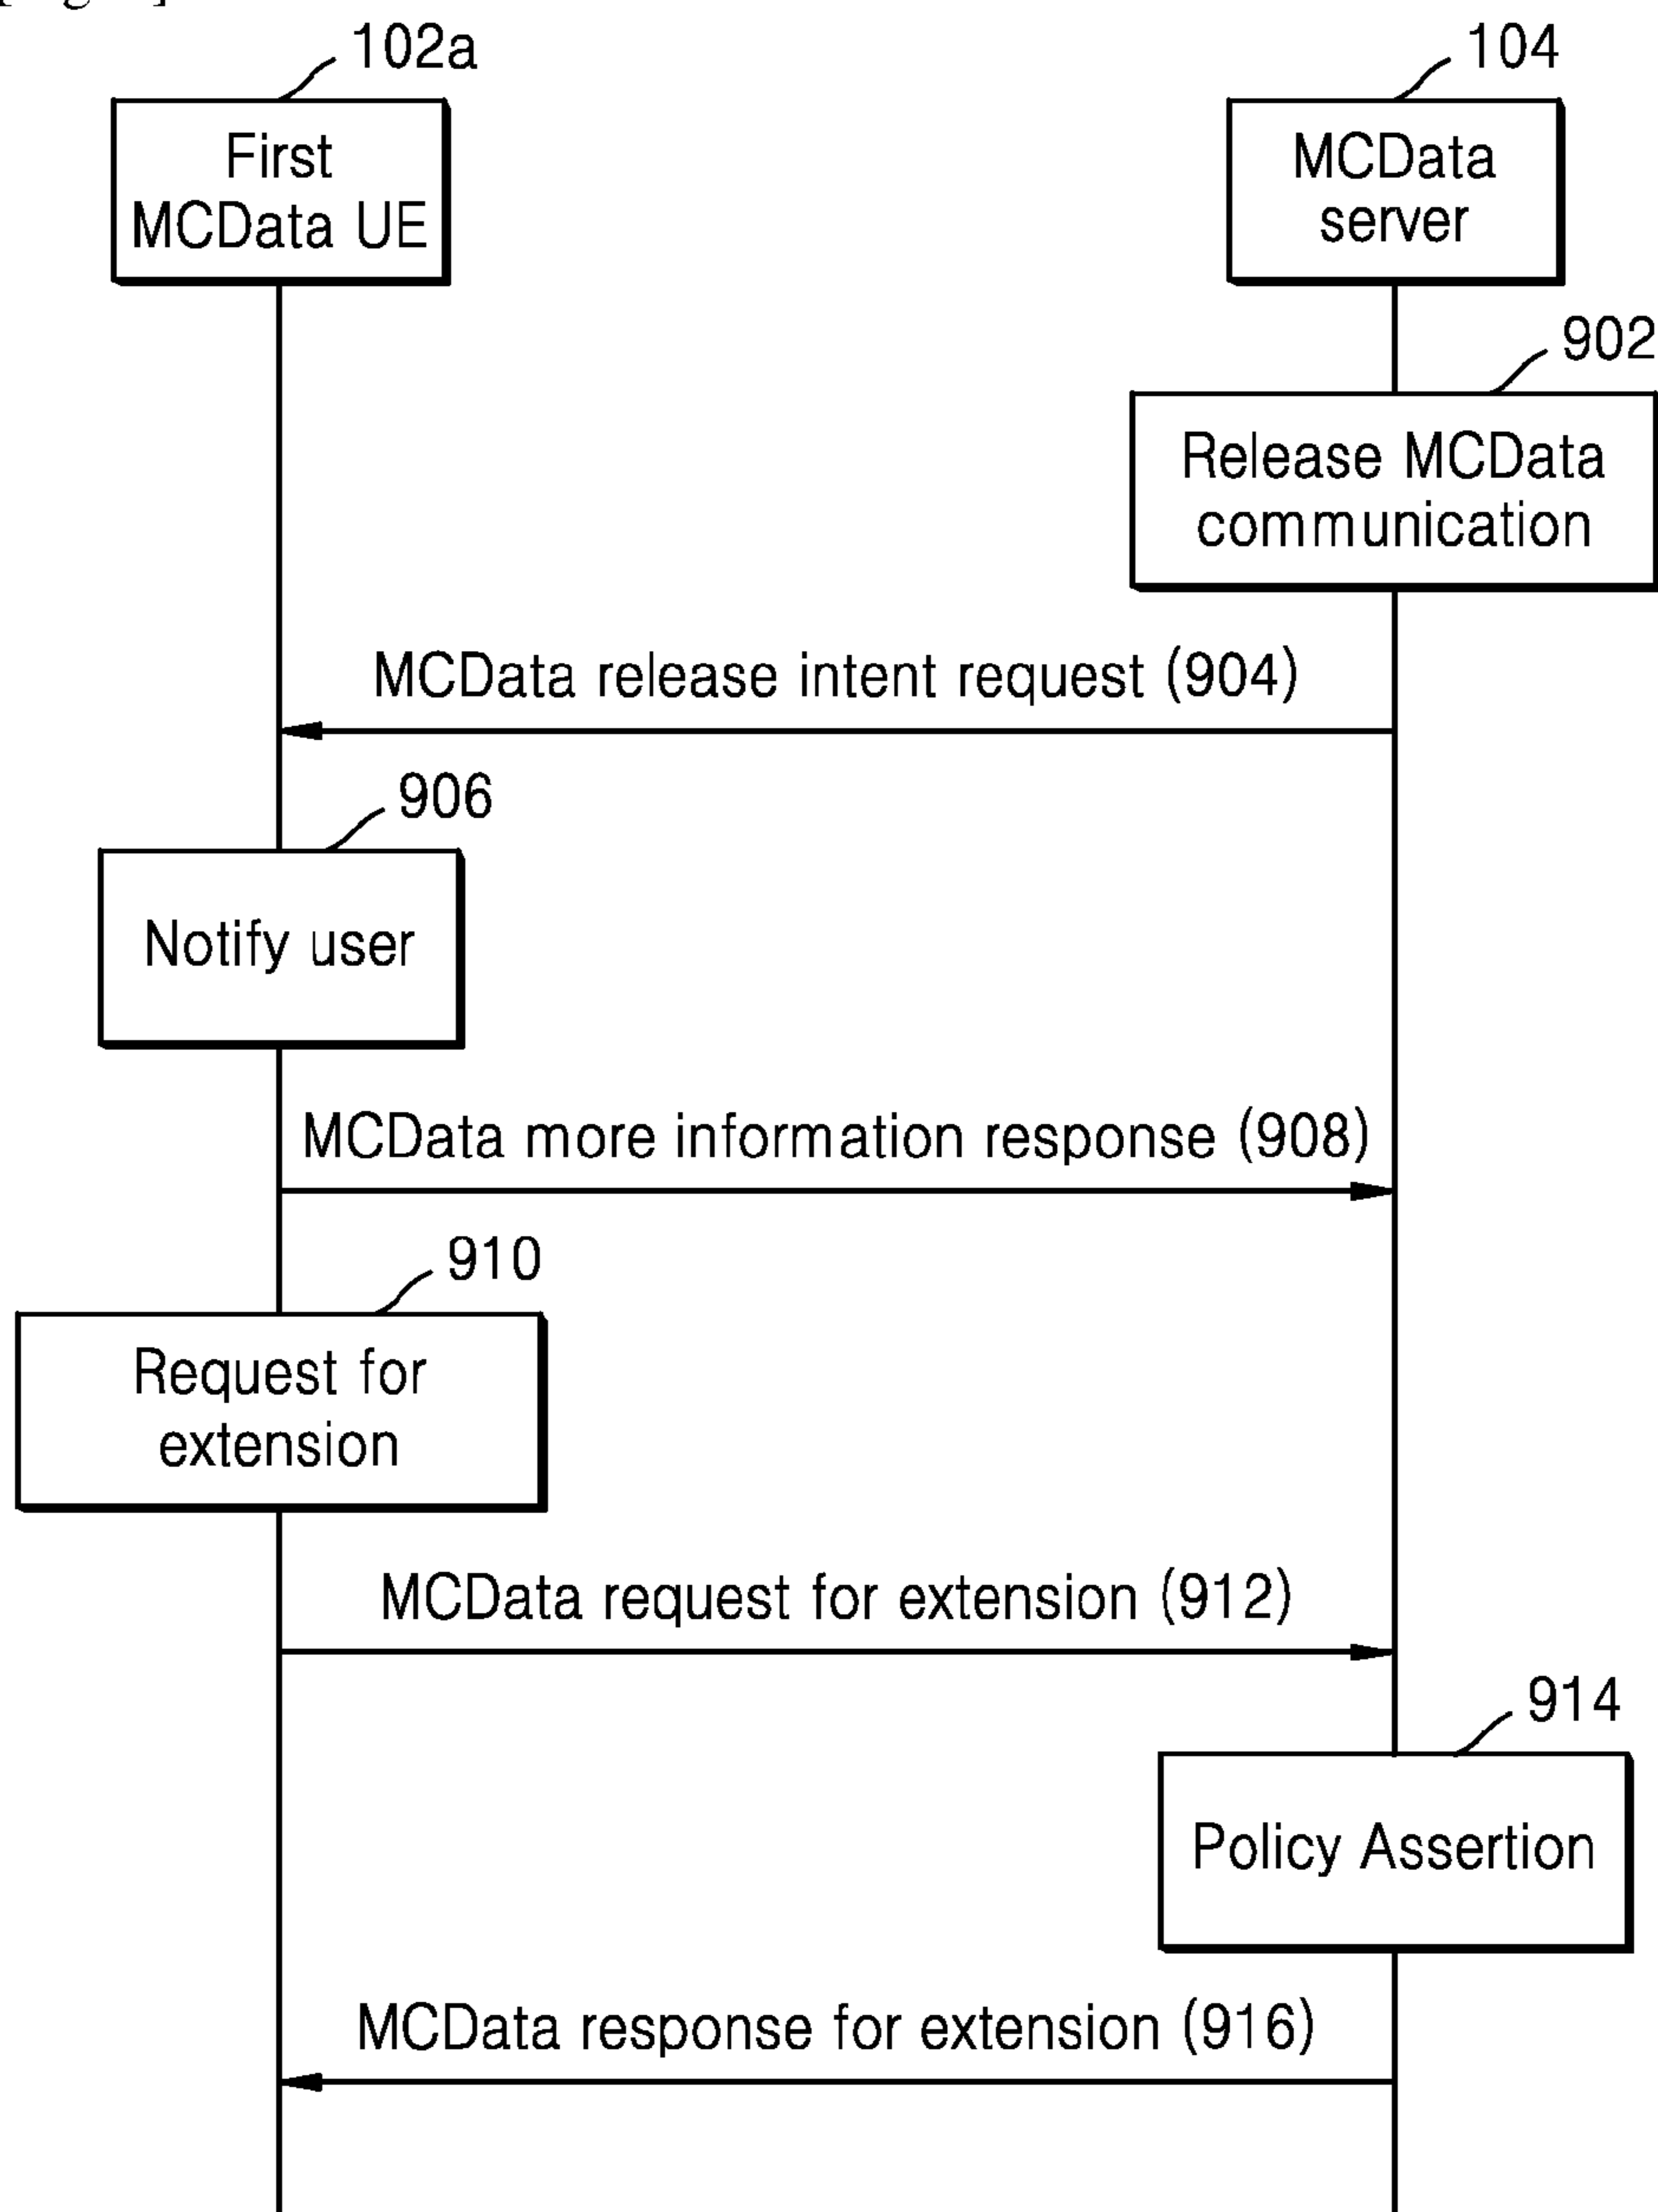 102a
104
First
MCData UE
MCData
server
902
Release MCData
communication
MCData release intent request (904)
906
Notify user
MCData more information response (908)
910
Request for
extension
MCData request for extension (912)
914
Policy Assertion
MCData response for extension (916)